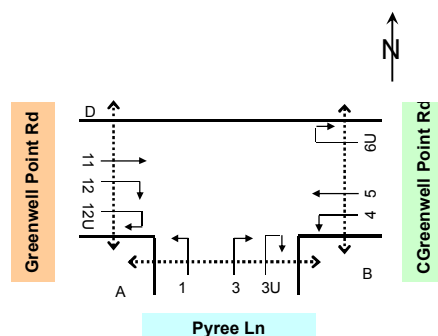 N
D
Greenwell Point Rd
CGreenwell Point Rd
11
12
12U
6U
5
4
A
1
3
3U
B
Pyree Ln